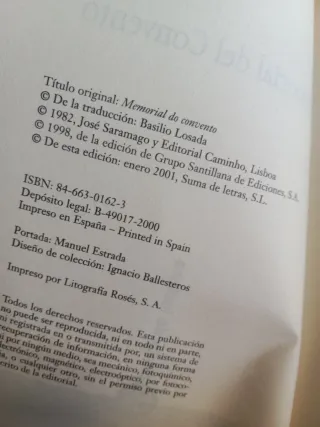 Memorial del Convento
Título original: Memorial do convento
© De la traducción: Basilio Losada
© 1982, José Saramago y Editorial Caminho, Lisboa
© 1998, de la edición de Grupo Santillana de Ediciones, S.A.
© De esta edición: enero 2001, Suma de letras, S.L.
ISBN: 84-663-0162-3
Depósito legal: B-49017-2000
Impreso en España – Printed in Spain
Portada: Manuel Estrada
Diseño de colección: Ignacio Ballesteros
Impreso por Litografía Rosés, S. A.
Todos los derechos reservados. Esta publicación
no puede ser reproducida, ni en todo ni en parte,
ni registrada en o transmitida por, un sistema de
recuperación de información, en ninguna forma
ni por ningún medio, sea mecánico, fotoquímico,
electrónico, magnético, electroóptico, por fotoco-
o cualquier otro, sin el permiso previo por
de la editorial.